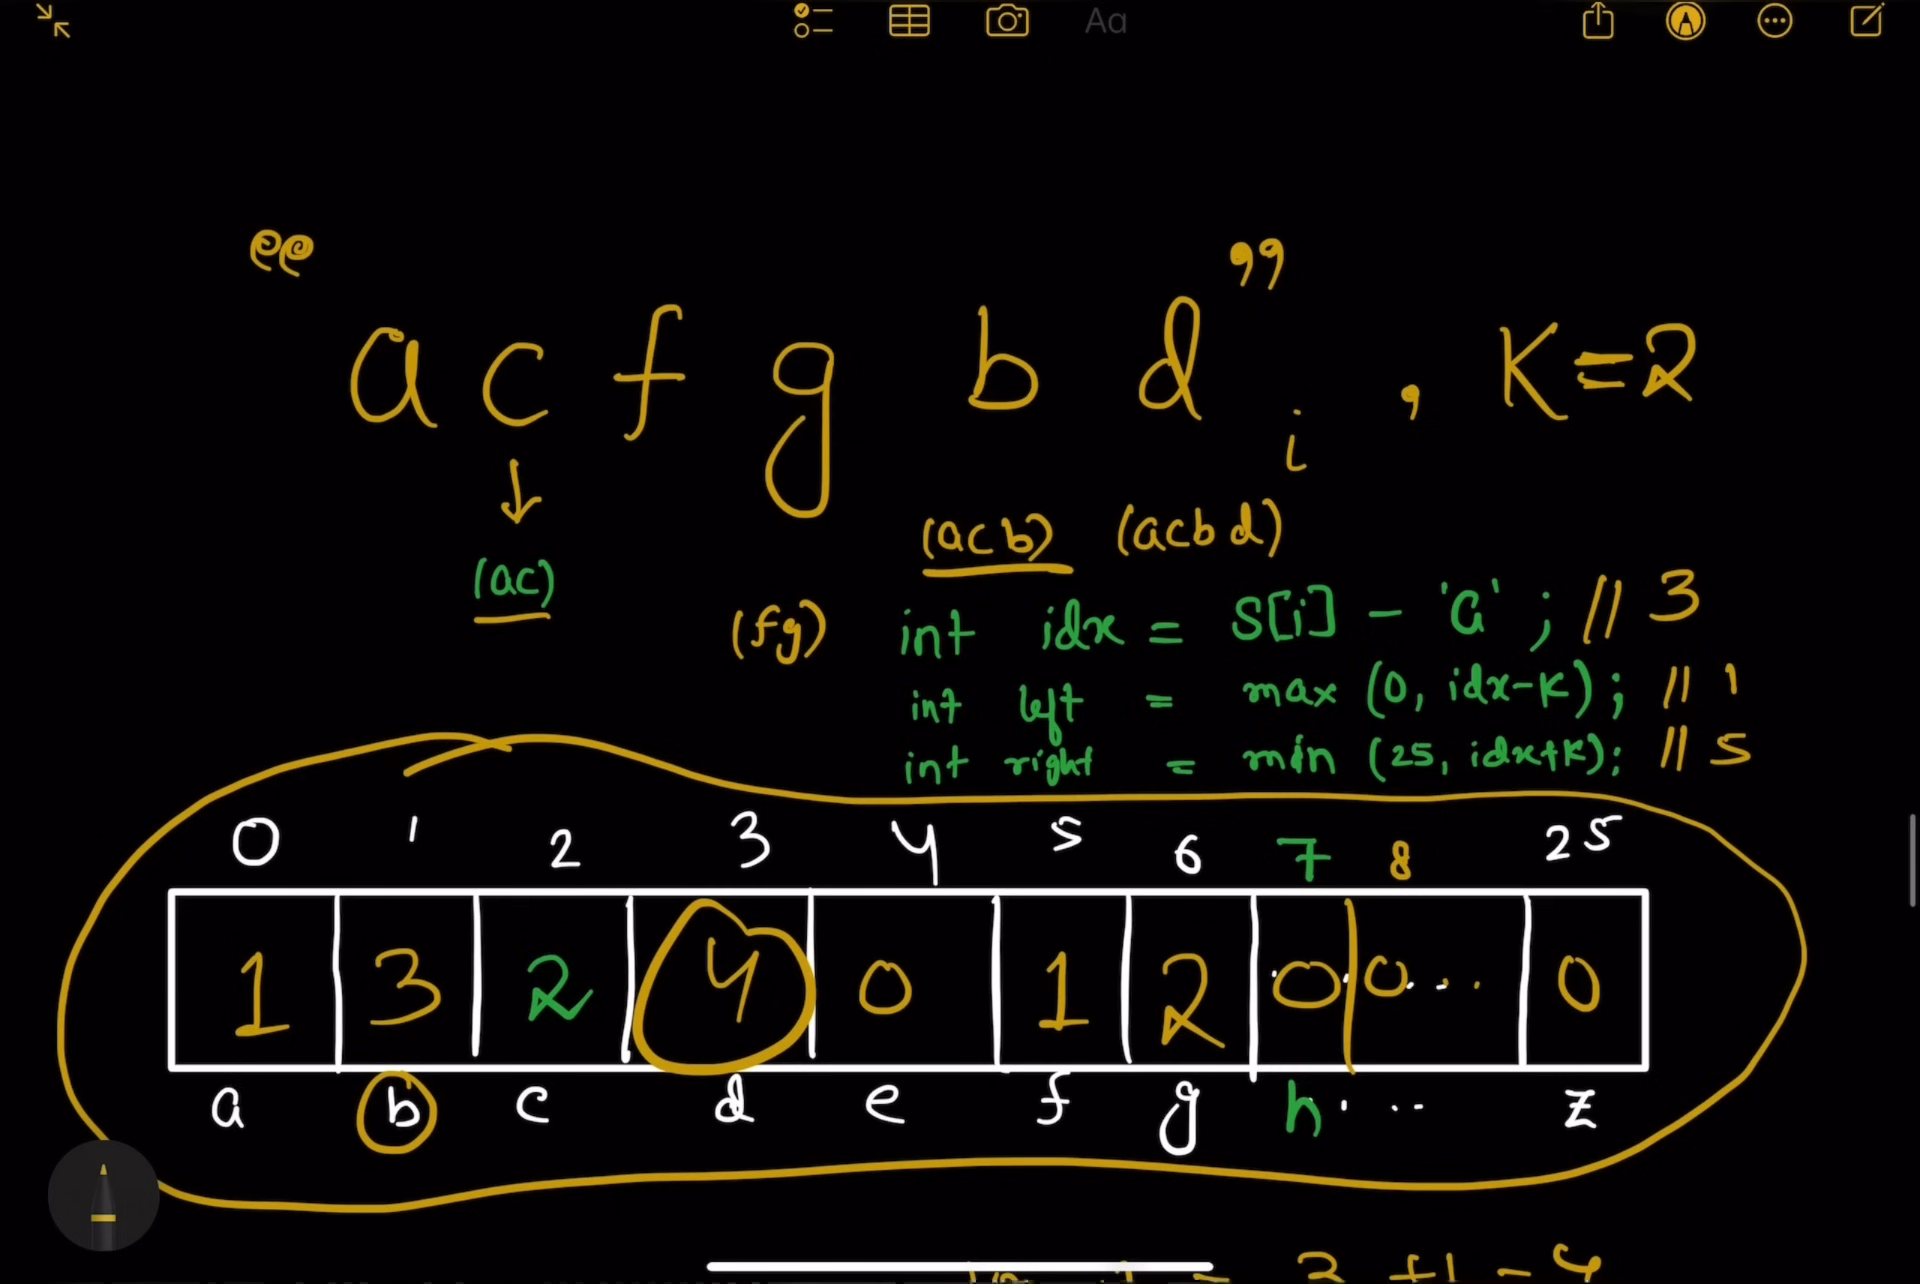 Aa
"a c f g b d" i , K=2
↓
(acb) (acbd)
(ac)
(fg)
int idx = S[i] - 'a' ; // 3
int left = max (0, idx-K) ; // 1
int right = min (25, idx+K); // 5
0 1 2 3 4 5 6 7 8 25
1 3 2 4 0 1 2 0 0... 0
a b c d e f g h... z